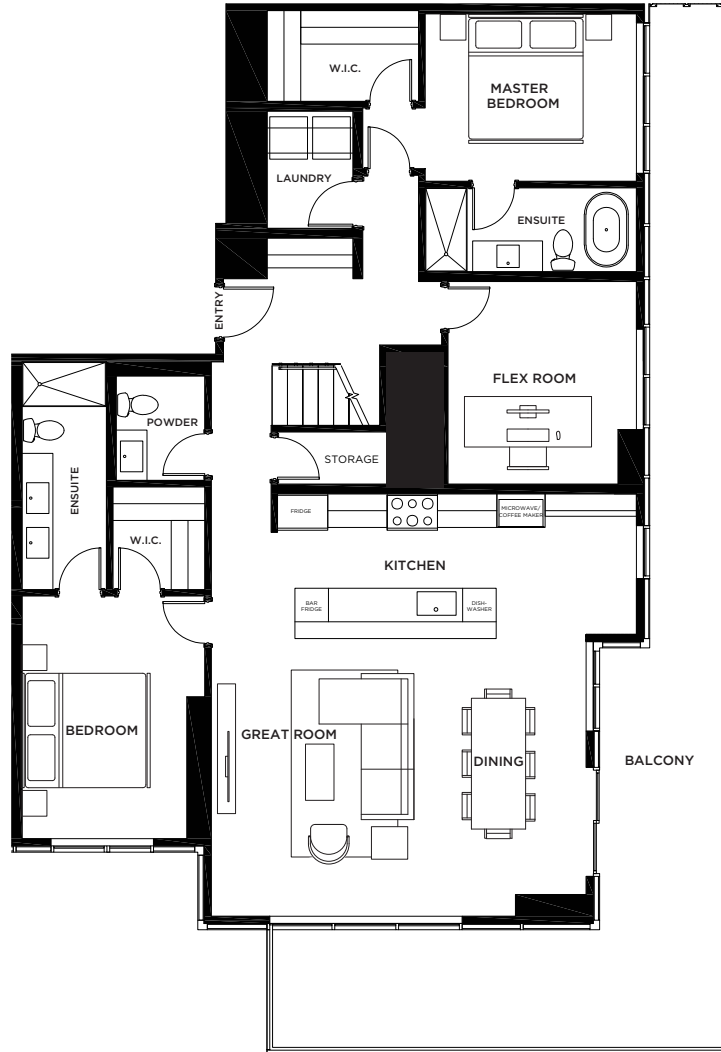 W.I.C.
MASTER
BEDROOM
LAUNDRY
ENSUITE
ENTRY
FLEX ROOM
POWDER
STORAGE
ENSUITE
W.I.C.
FRIDGE
MICROWAVE/
COFFEE MAKER
KITCHEN
BAR
FRIDGE
DISH-
WASHER
BEDROOM
GREAT ROOM
DINING
BALCONY